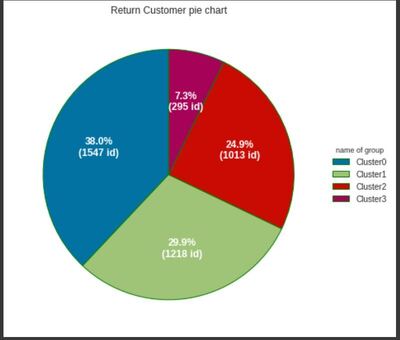 Return Customer pie chart
7.3%
(295 id)
38.0%
(1547 id)
24.9%
(1013 id)
29.9%
(1218 id)
name of group
Cluster0
Cluster1
Cluster2
Cluster3